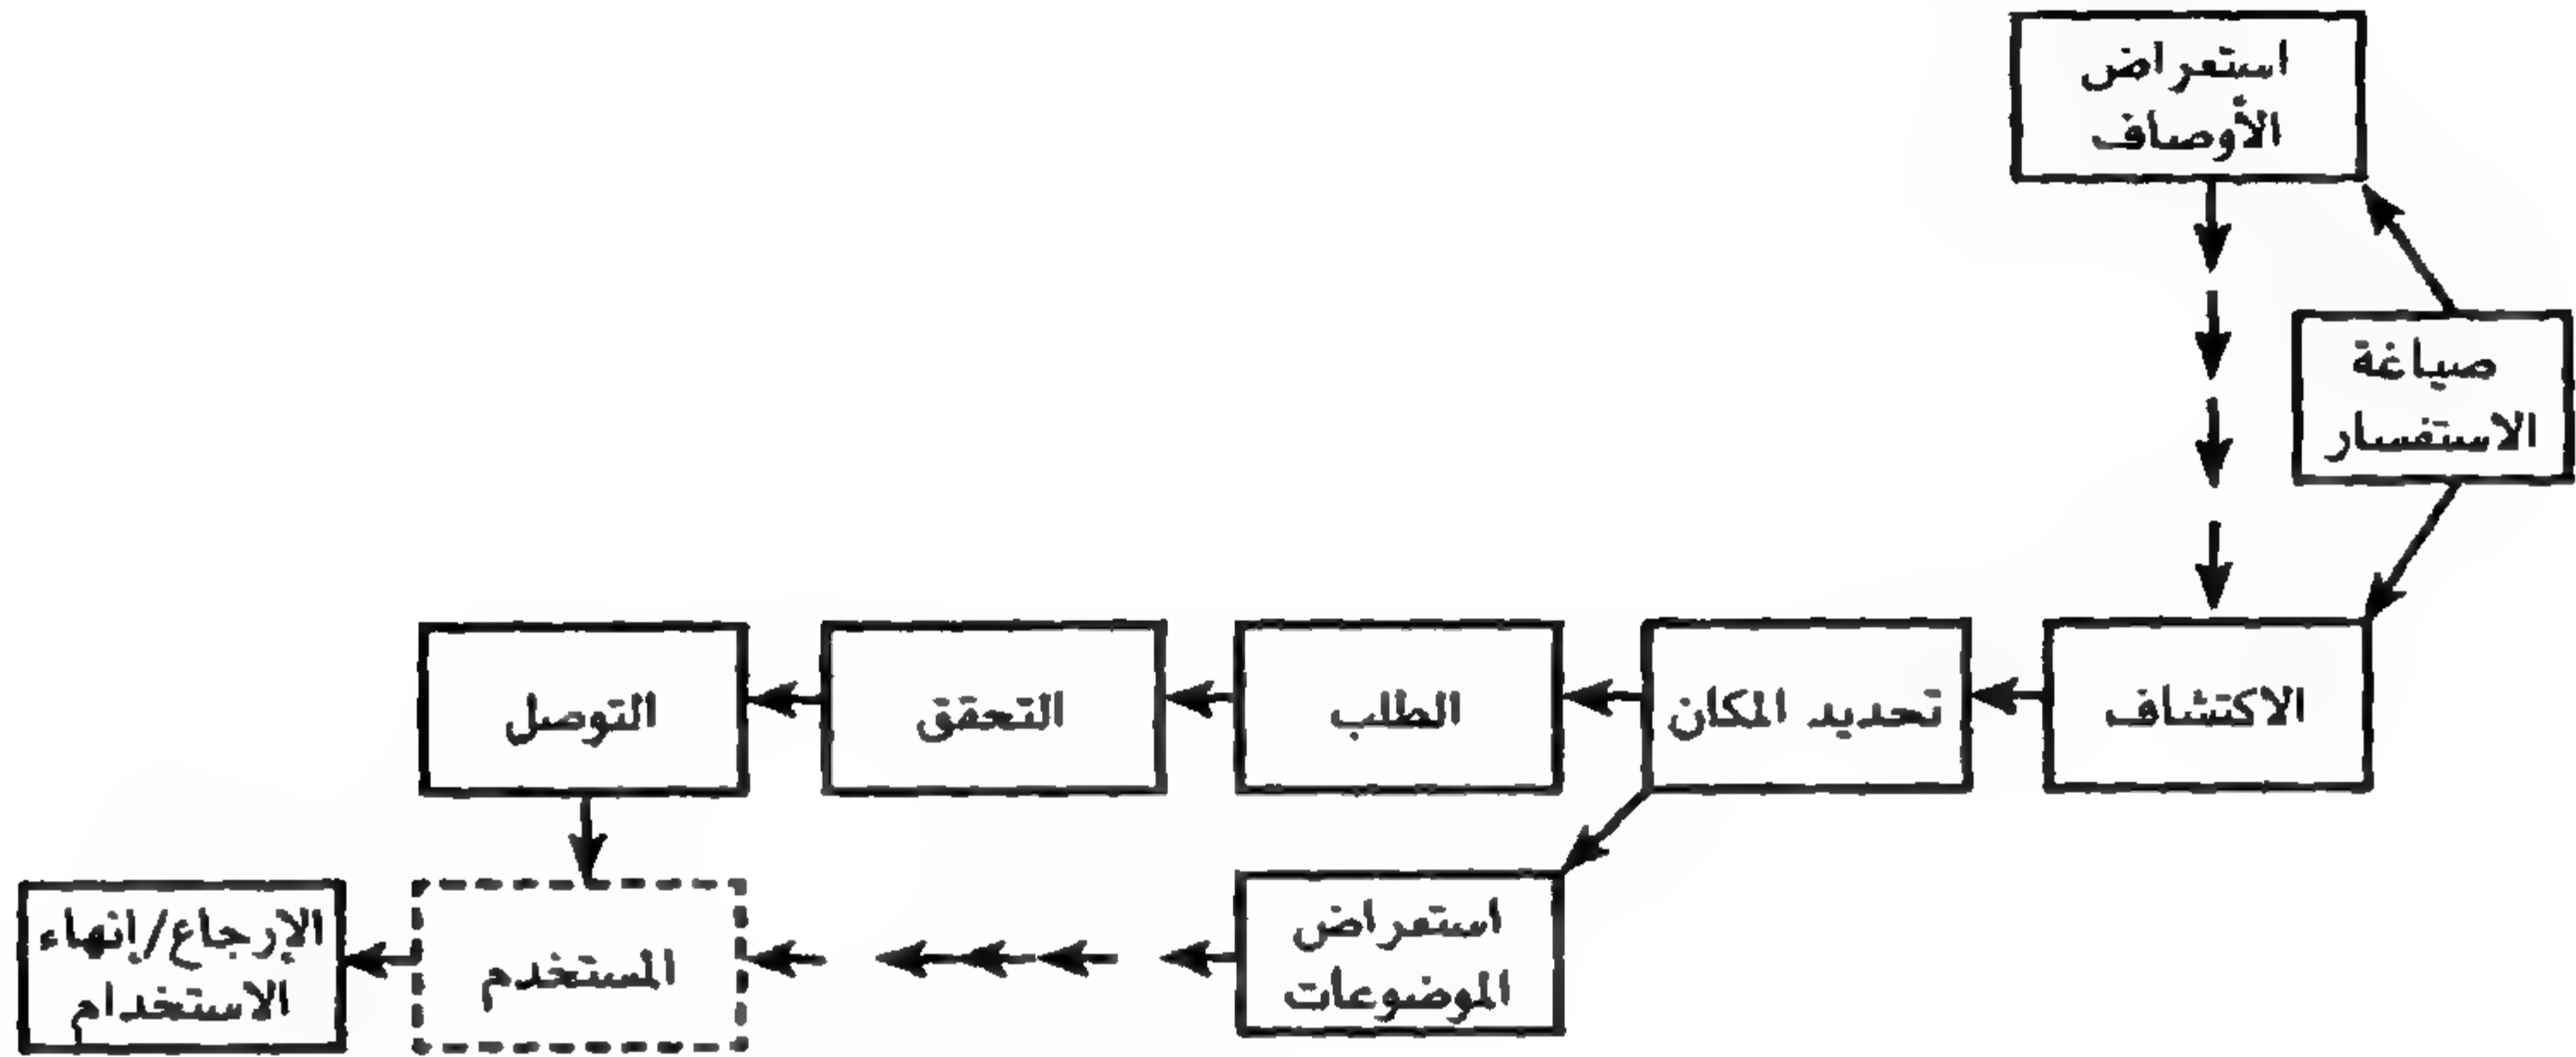 استعراض
الأوصاف
صياغة
الاستفسار
الاكتشاف
تحديد المكان
الطلب
التحقق
التوصل
استعراض
الموضوعات
المستخدم
الإرجاع/إنهاء
الاستخدام